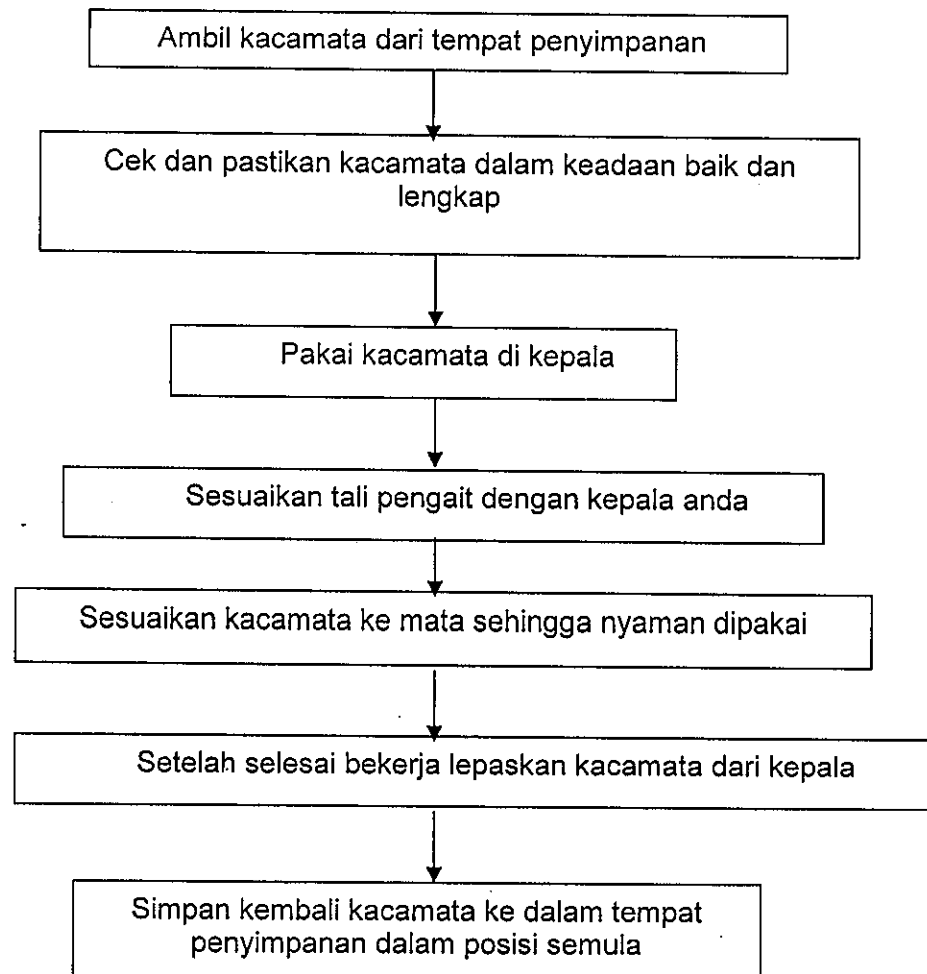 Ambil kacamata dari tempat penyimpanan
Cek dan pastikan kacamata dalam keadaan baik dan
lengkap
Pakai kacamata di kepala
Sesuaikan tali pengait dengan kepala anda
Sesuaikan kacamata ke mata sehingga nyaman dipakai
Setelah selesai bekerja lepaskan kacamata dari kepala
Simpan kembali kacamata ke dalam tempat
penyimpanan dalam posisi semula